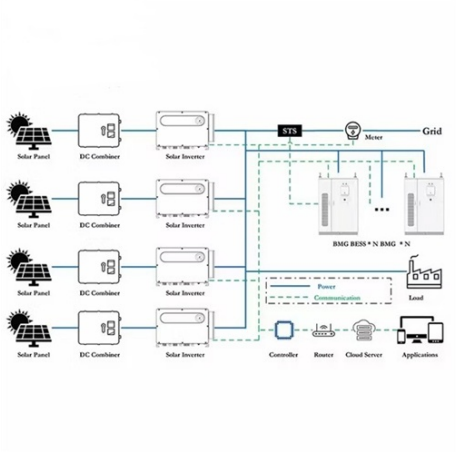 STS
Meter
Grid
Solar Panel
DC Combiner
Solar Inverter
BMG BESS * N BMG * N
Solar Panel
DC Combiner
Solar Inverter
Solar Panel
DC Combiner
Solar Inverter
Power
Communication
Load
Solar Panel
DC Combiner
Solar Inverter
Controller
Router
Cloud Server
Applications